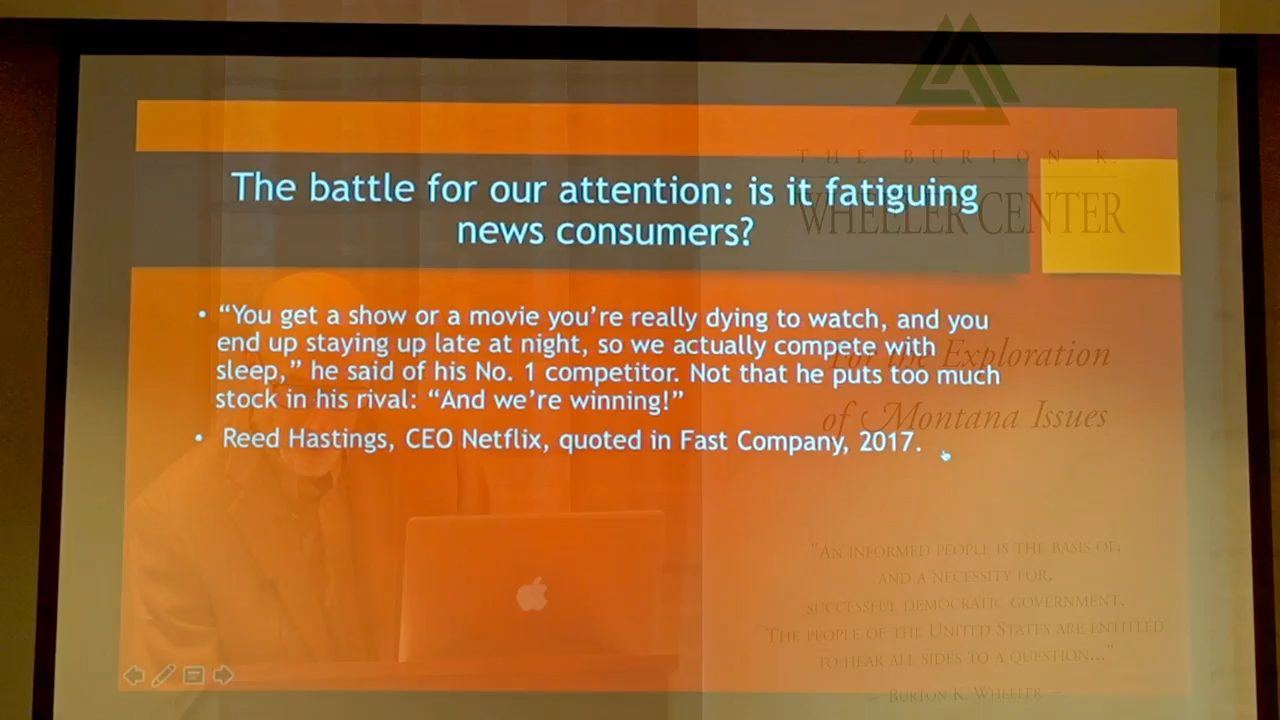 The battle for our attention: is it fatiguing
news consumers?
• “You get a show or a movie you’re really dying to watch, and you
end up staying up late at night, so we actually compete with
sleep,” he said of his No. 1 competitor. Not that he puts too much
stock in his rival: “And we’re winning!”
• Reed Hastings, CEO Netflix, quoted in Fast Company, 2017.
THE BURTON K.
WHEELER CENTER
For the Exploration
of Montana Issues
"AN INFORMED PEOPLE IS THE BASIS OF,
AND A NECESSITY FOR,
SUCCESSFUL DEMOCRATIC GOVERNMENT.
THE PEOPLE OF THE UNITED STATES ARE ENTITLED
TO HEAR ALL SIDES TO A QUESTION..."
– BURTON K. WHEELER –